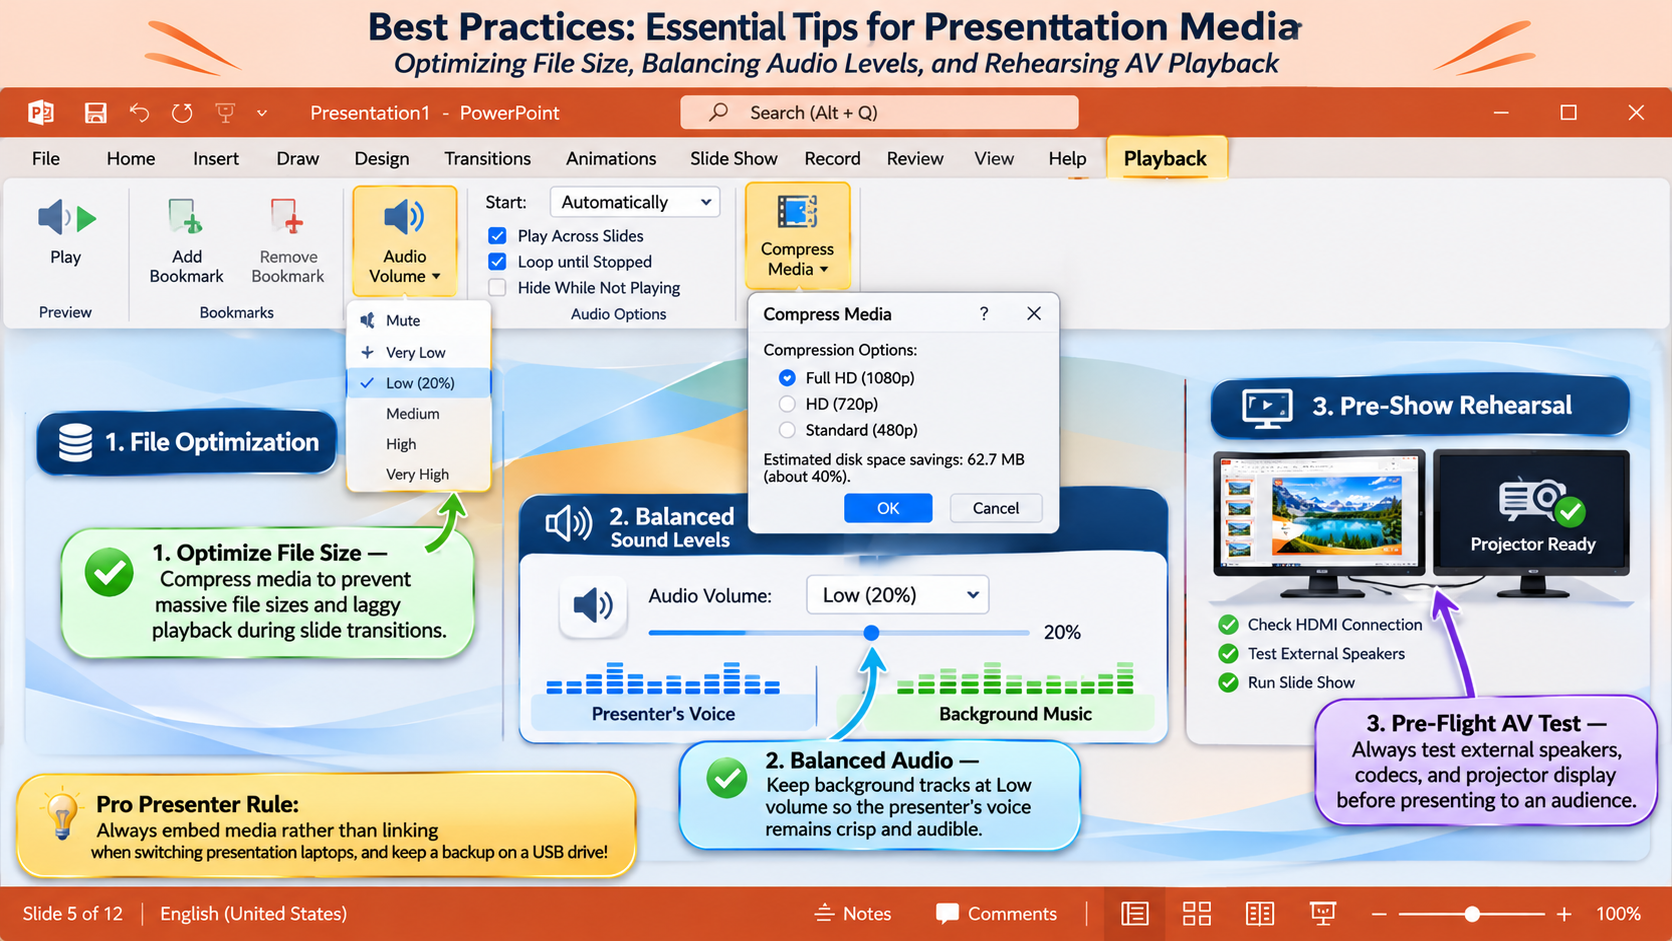 Best Practices: Essential Tips for Presenttation Media
Optimizing File Size, Balancing Audio Levels, and Rehearsing AV Playback
Presentation1 - PowerPoint
Search (Alt + Q)
File Home Insert Draw Design Transitions Animations Slide Show Record Review View Help Playback
Play
Preview
Add
Bookmark
Remove
Bookmark
Bookmarks
Audio
Volume
Start: Automatically
Play Across Slides
Loop until Stopped
Hide While Not Playing
Audio Options
Compress
Media
Mute
Very Low
Low (20%)
Medium
High
Very High
Compress Media ?
Compression Options:
Full HD (1080p)
HD (720p)
Standard (480p)
Estimated disk space savings: 62.7 MB
(about 40%).
OK Cancel
1. File Optimization
1. Optimize File Size —
Compress media to prevent
massive file sizes and laggy
playback during slide transitions.
2. Balanced
Sound Levels
Audio Volume: Low (20%)
20%
Presenter's Voice
Background Music
2. Balanced Audio —
Keep background tracks at Low
volume so the presenter's voice
remains crisp and audible.
3. Pre-Show Rehearsal
Projector Ready
Check HDMI Connection
Test External Speakers
Run Slide Show
3. Pre-Flight AV Test —
Always test external speakers,
codecs, and projector display
before presenting to an audience.
Pro Presenter Rule:
Always embed media rather than linking
when switching presentation laptops, and keep a backup on a USB drive!
Slide 5 of 12 English (United States) Notes Comments 100%